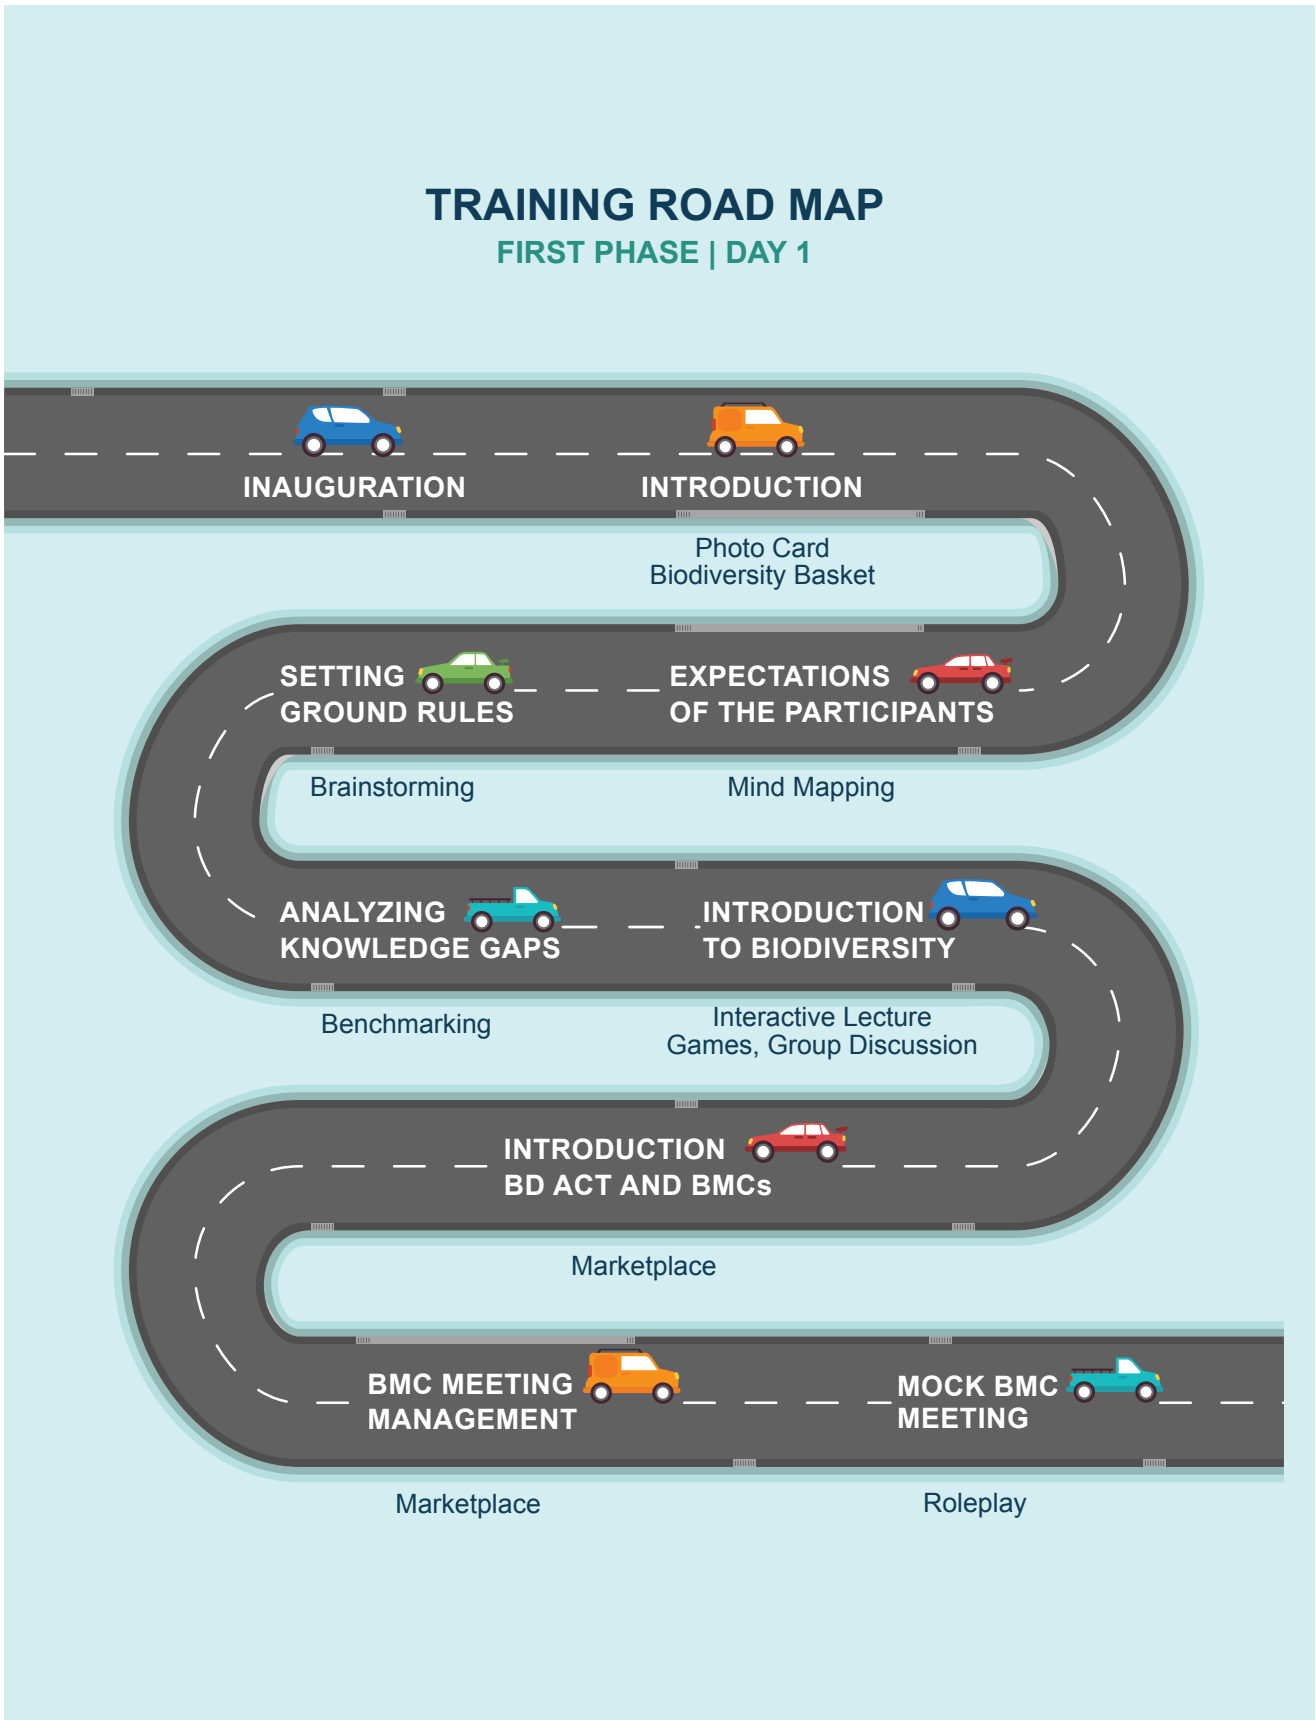 TRAINING ROAD MAP
FIRST PHASE | DAY 1
INAUGURATION
INTRODUCTION
Photo Card
Biodiversity Basket
SETTING
GROUND RULES
EXPECTATIONS
OF THE PARTICIPANTS
Brainstorming
Mind Mapping
ANALYZING
KNOWLEDGE GAPS
INTRODUCTION
TO BIODIVERSITY
Benchmarking
Interactive Lecture
Games, Group Discussion
INTRODUCTION
BD ACT AND BMCs
Marketplace
BMC MEETING
MANAGEMENT
MOCK BMC
MEETING
Marketplace
Roleplay